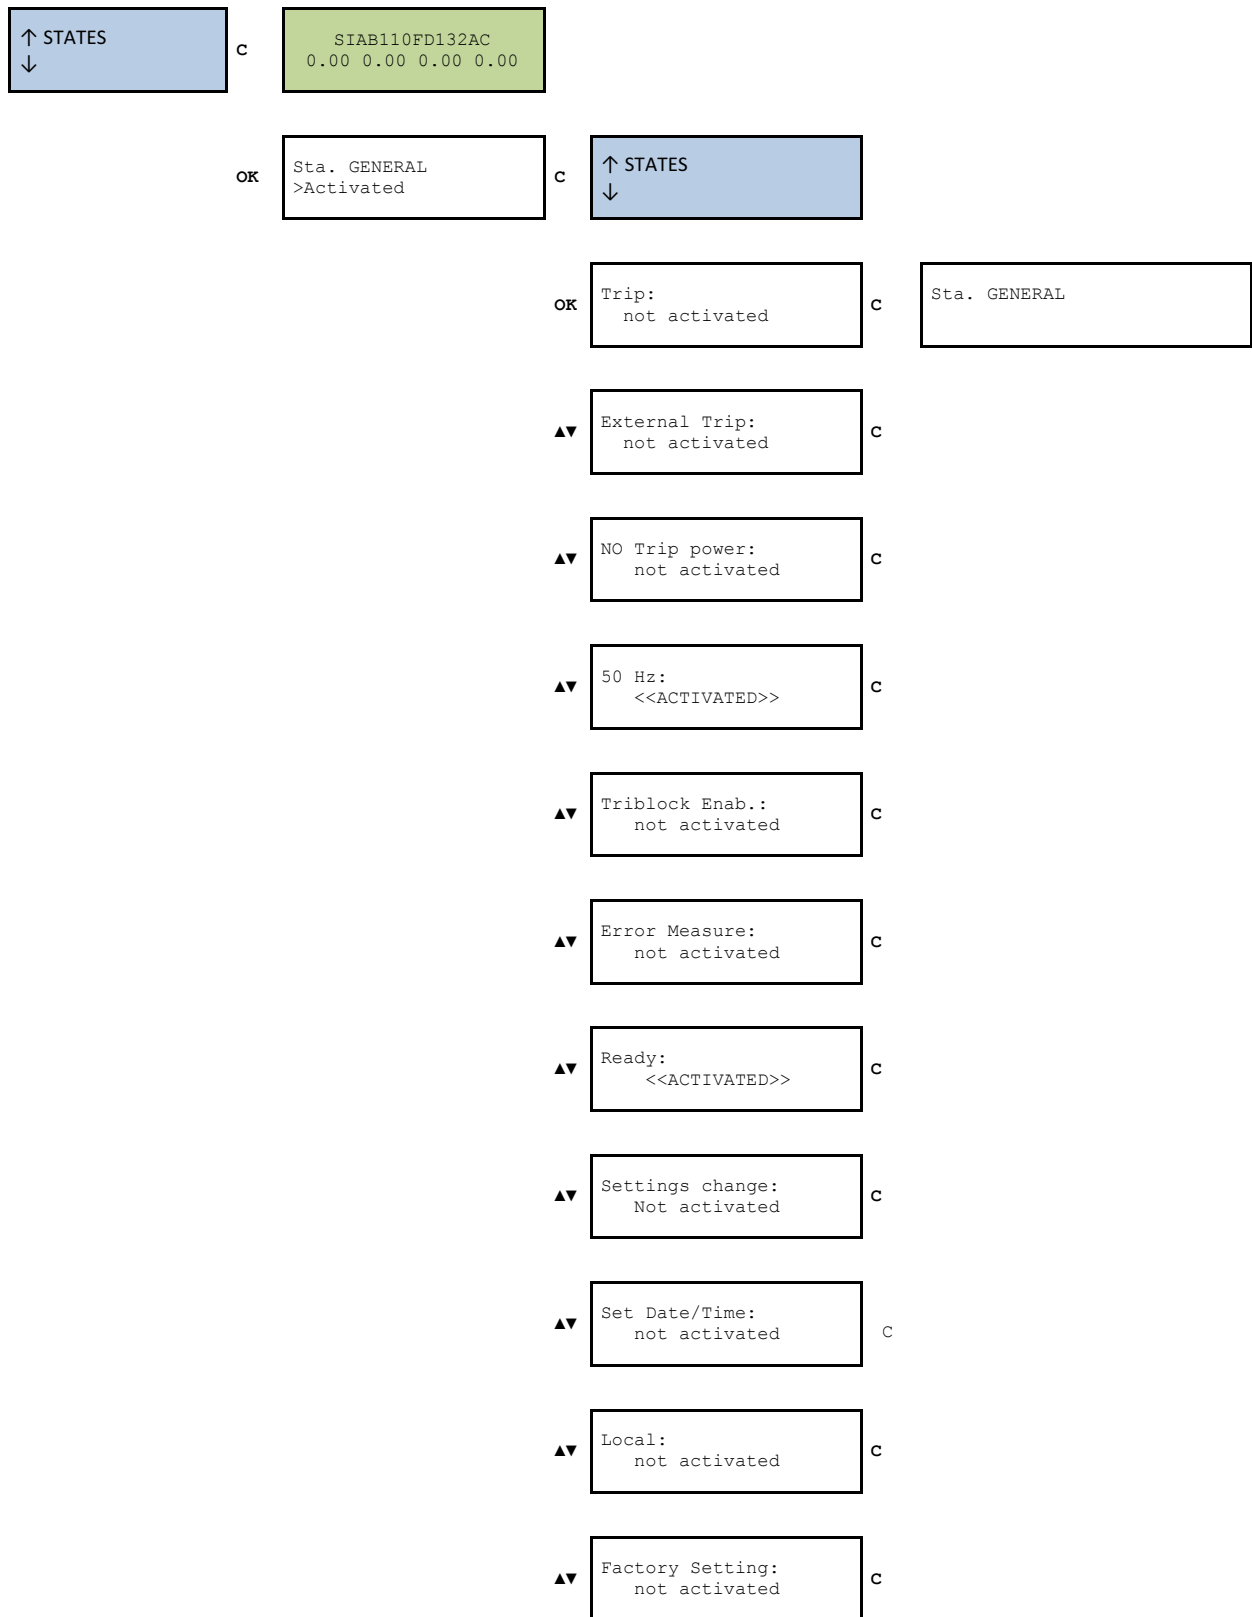 ↑ STATES
↓
C
SIAB110FD132AC
0.00 0.00 0.00 0.00
OK
Sta. GENERAL
>Activated
C
↑ STATES
↓
OK
Trip:
not activated
C
Sta. GENERAL
▲▼
External Trip:
not activated
C
▲▼
NO Trip power:
not activated
C
▲▼
50 Hz:
<<ACTIVATED>>
C
▲▼
Triblock Enab.:
not activated
C
▲▼
Error Measure:
not activated
C
▲▼
Ready:
<<ACTIVATED>>
C
▲▼
Settings change:
Not activated
C
▲▼
Set Date/Time:
not activated
C
▲▼
Local:
not activated
C
▲▼
Factory Setting:
not activated
C